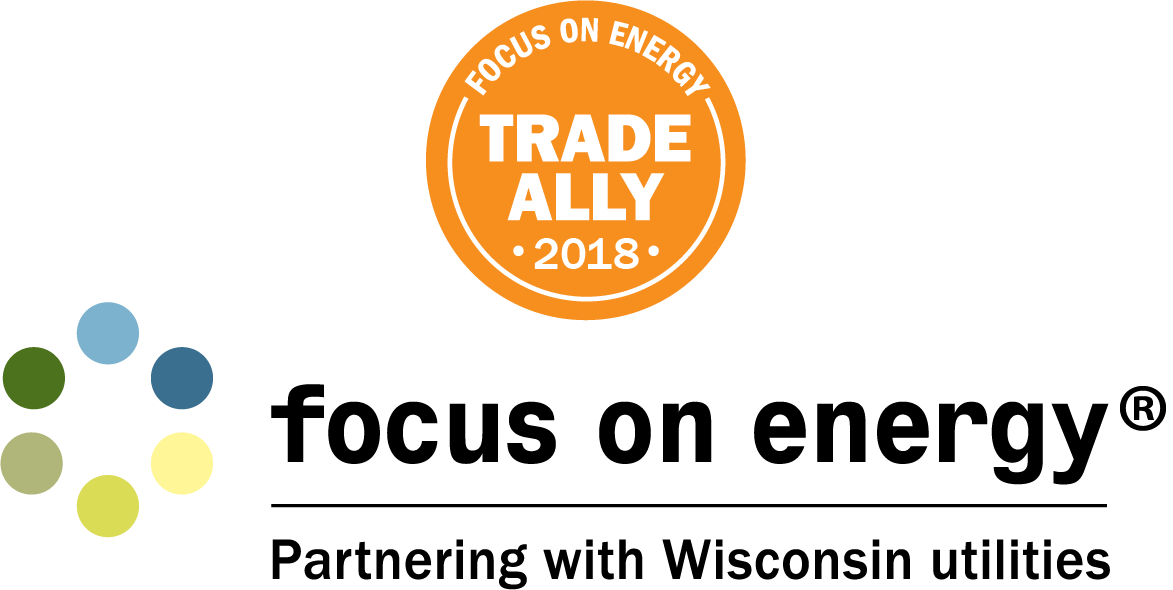 FOCUS ON ENERGY
TRADE
ALLY
· 2018 ·
focus on energy®
Partnering with Wisconsin utilities